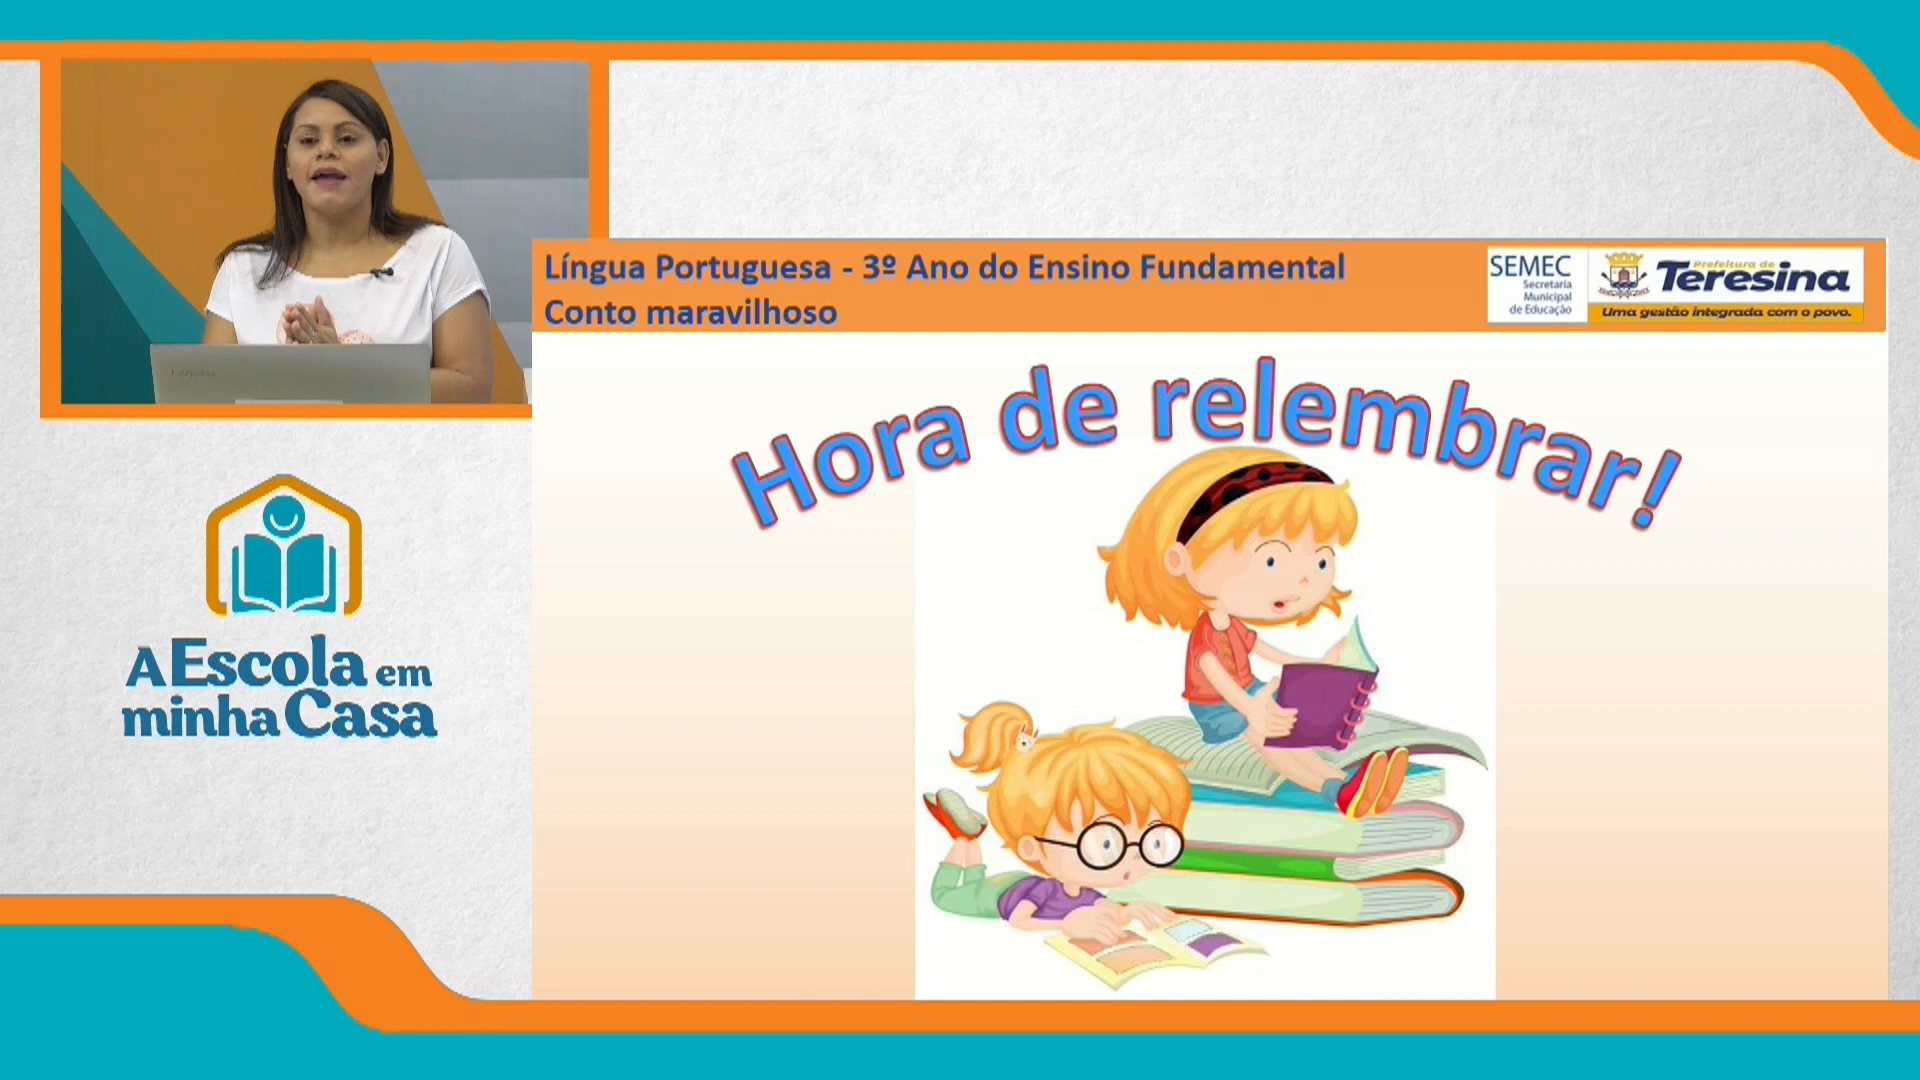 Língua Portuguesa - 3º Ano do Ensino Fundamental
Conto maravilhoso
SEMEC
Secretaria
Municipal
de Educação
Prefeitura de
Teresina
Uma gestão integrada com o povo.
Hora de relembrar!
A Escola em
minha Casa